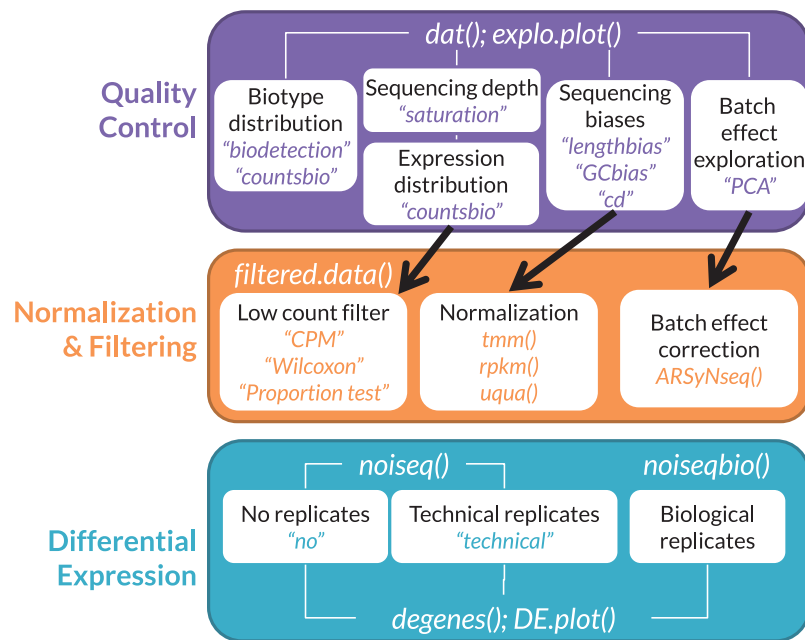 dat(); explo.plot()
Quality
Control
Biotype
distribution
“biodetection”
“countsbio”
Sequencing depth
“saturation”
Expression
distribution
“countsbio”
Sequencing
biases
“lengthbias”
“GCbias”
“cd”
Batch
effect
exploration
“PCA”
Normalization
& Filtering
filtered.data()
Low count filter
“CPM”
“Wilcoxon”
“Proportion test”
Normalization
tmm()
rpkm()
uqua()
Batch effect
correction
ARSyNseq()
Differential
Expression
noiseq()
noiseqbio()
No replicates
“no”
Technical replicates
“technical”
Biological
replicates
degenes(); DE.plot()